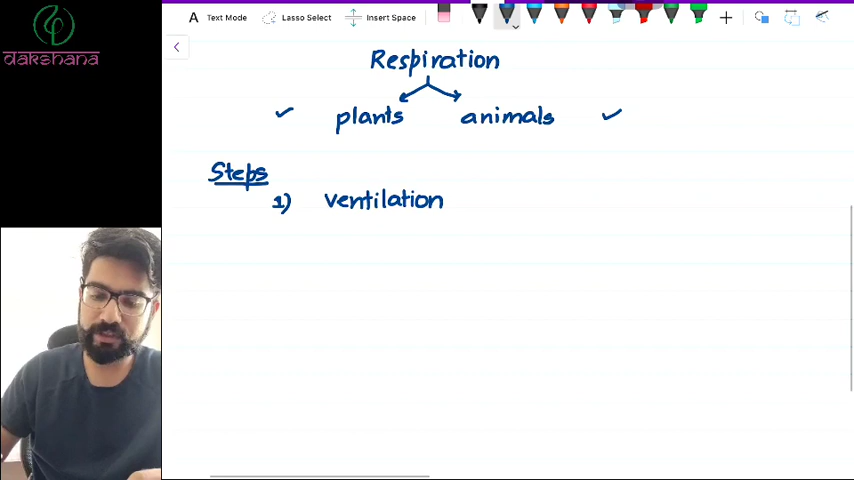 dakshana
Text Mode Lasso Select Insert Space
Respiration
plants animals
Steps
1) ventilation